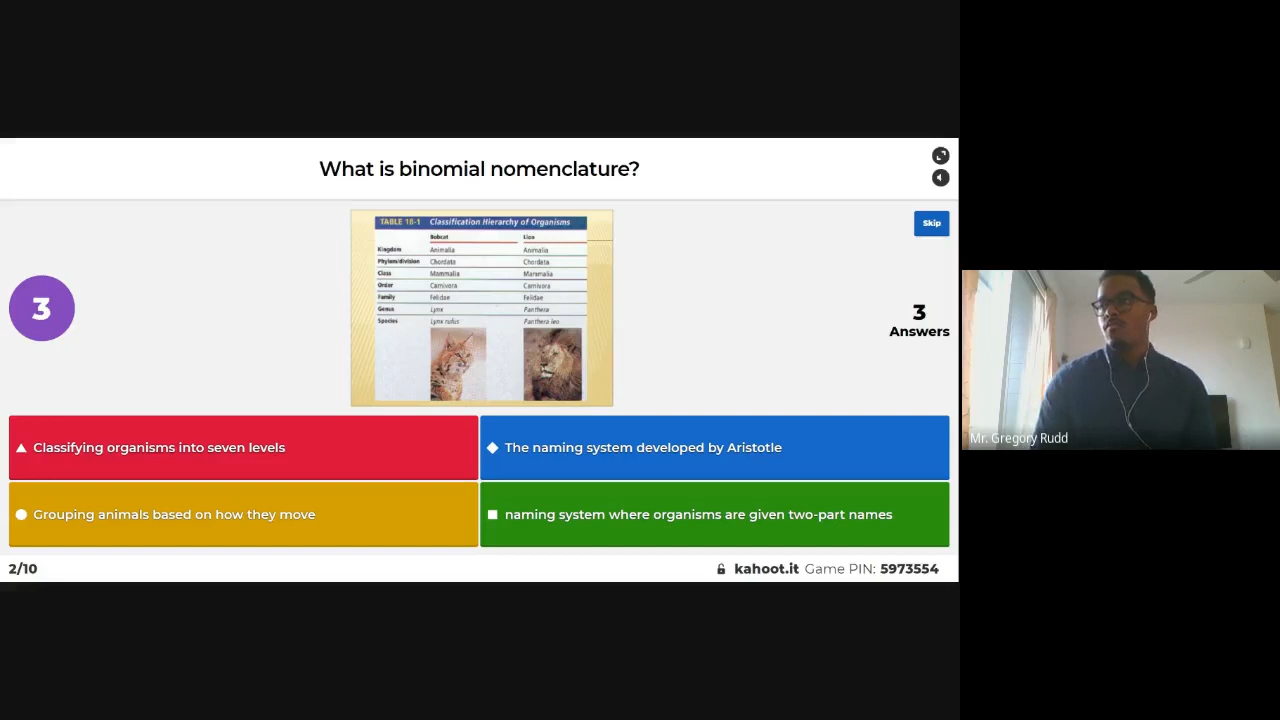 What is binomial nomenclature?
TABLE 18-1 Classification Hierarchy of Organisms
Bobcat Lion
Kingdom Animalia Animalia
Phylum/division Chordata Chordata
Class Mammalia Mammalia
Order Carnivora Carnivora
Family Felidae Felidae
Genus Lynx Panthera
Species Lynx rufus Panthera leo
Skip
3
3
Answers
Mr. Gregory Rudd
Classifying organisms into seven levels
The naming system developed by Aristotle
Grouping animals based on how they move
naming system where organisms are given two-part names
2/10
kahoot.it Game PIN: 5973554